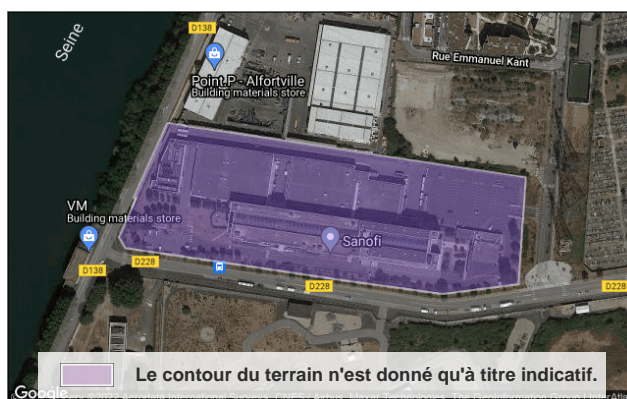 Seine
D138
Point.P - Alfortville
Building materials store
Rue Emmanuel Kant
VM
Building materials store
Sanofi
D138
D228
D228
D228
Le contour du terrain n'est donné qu'à titre indicatif.
Google